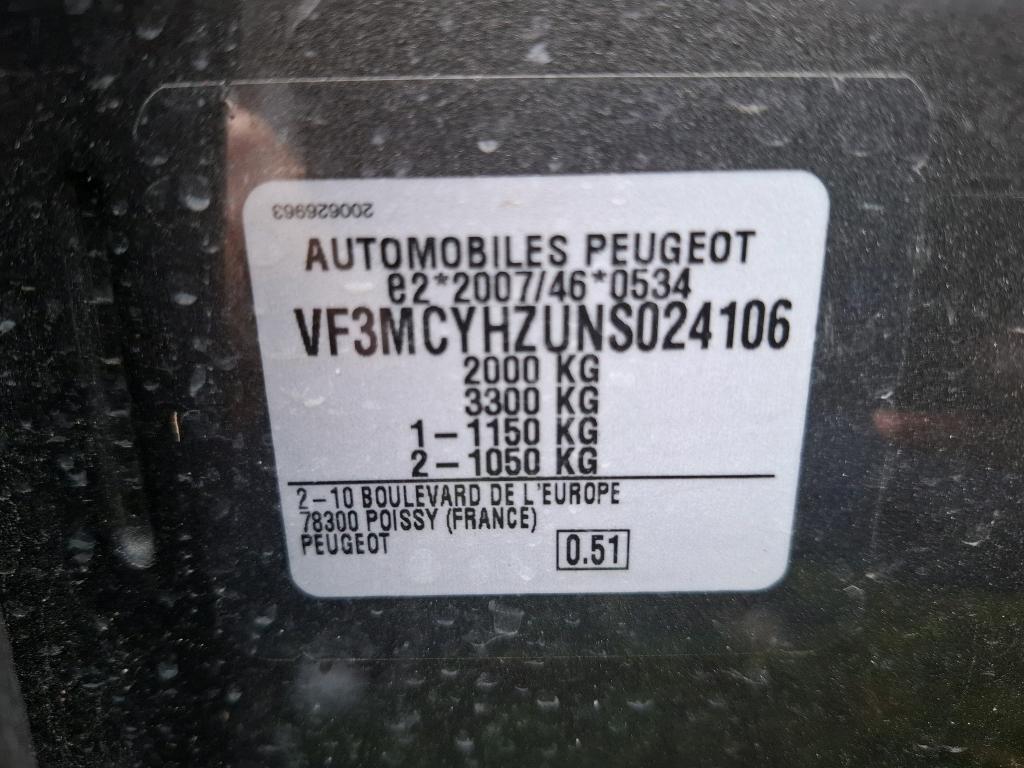 200626963
AUTOMOBILES PEUGEOT
e2*2007/46*0534
VF3MCYHZUNS024106
2000 KG
3300 KG
1-1150 KG
2-1050 KG
2-10 BOULEVARD DE L'EUROPE
78300 POISSY (FRANCE)
PEUGEOT
0.51